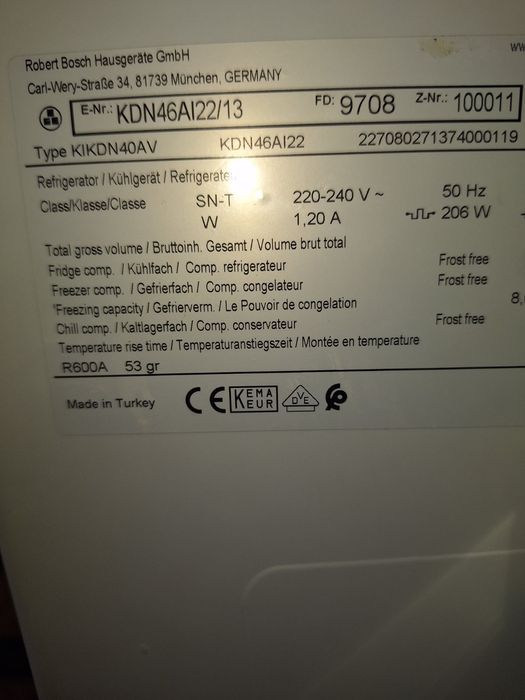 Robert Bosch Hausgeräte GmbH
Carl-Wery-Straße 34, 81739 München, GERMANY
E-Nr.: KDN46AI22/13 FD: 9708 Z-Nr.: 100011
Type KIKDN40AV KDN46AI22 227080271374000119
Refrigerator / Kühlgerät / Refrigerate
Class/Klasse/Classe SN-T 220-240 V ~ 50 Hz
W 1,20 A 206 W
Total gross volume / Bruttoinh. Gesamt / Volume brut total
Fridge comp. / Kühlfach / Comp. refrigerateur Frost free
Freezer comp. / Gefrierfach / Comp. congelateur Frost free
Freezing capacity / Gefrierverm. / Le Pouvoir de congelation
Chill comp. / Kaltlagerfach / Comp. conservateur Frost free
Temperature rise time / Temperaturanstiegszeit / Montée en temperature
R600A 53 gr
Made in Turkey CE KEMA EUR DVE